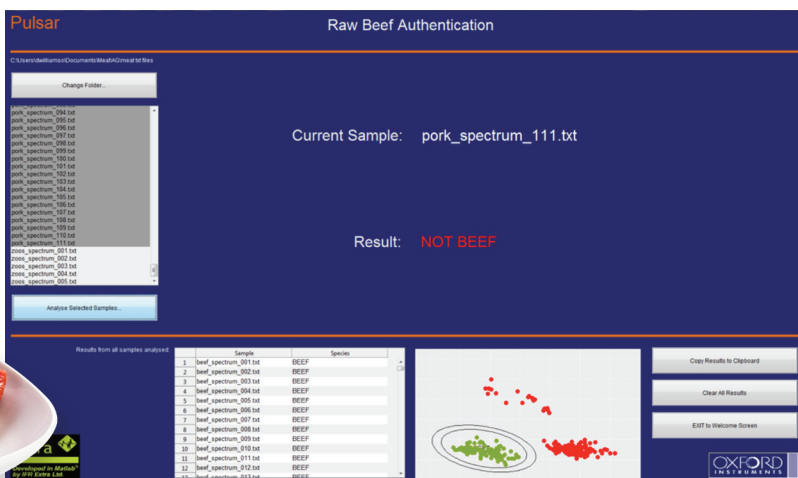 Pulsar
Raw Beef Authentication
Change Folder...
pork_spectrum_094.txt
pork_spectrum_095.txt
pork_spectrum_096.txt
pork_spectrum_097.txt
pork_spectrum_098.txt
pork_spectrum_099.txt
pork_spectrum_100.txt
pork_spectrum_101.txt
pork_spectrum_102.txt
pork_spectrum_103.txt
pork_spectrum_104.txt
pork_spectrum_105.txt
pork_spectrum_106.txt
pork_spectrum_107.txt
pork_spectrum_108.txt
pork_spectrum_109.txt
pork_spectrum_110.txt
pork_spectrum_111.txt
zoos_spectrum_001.txt
zoos_spectrum_002.txt
zoos_spectrum_003.txt
zoos_spectrum_004.txt
zoos_spectrum_005.txt
Analyse Selected Samples...
Current Sample: pork_spectrum_111.txt
Result: NOT BEEF
Results from all samples analysed:
Sample Species
1 beef_spectrum_001.txt BEEF
2 beef_spectrum_002.txt BEEF
3 beef_spectrum_003.txt BEEF
4 beef_spectrum_004.txt BEEF
5 beef_spectrum_005.txt BEEF
6 beef_spectrum_006.txt BEEF
7 beef_spectrum_007.txt BEEF
8 beef_spectrum_008.txt BEEF
9 beef_spectrum_009.txt BEEF
10 beef_spectrum_010.txt BEEF
11 beef_spectrum_011.txt BEEF
12 beef_spectrum_012.txt BEEF
13 beef_spectrum_013.txt BEEF
Copy Results to Clipboard
Clear All Results
EXIT to Welcome Screen
Developed in Matlab®
by IFR Extra Ltd.
OXFORD
INSTRUMENTS